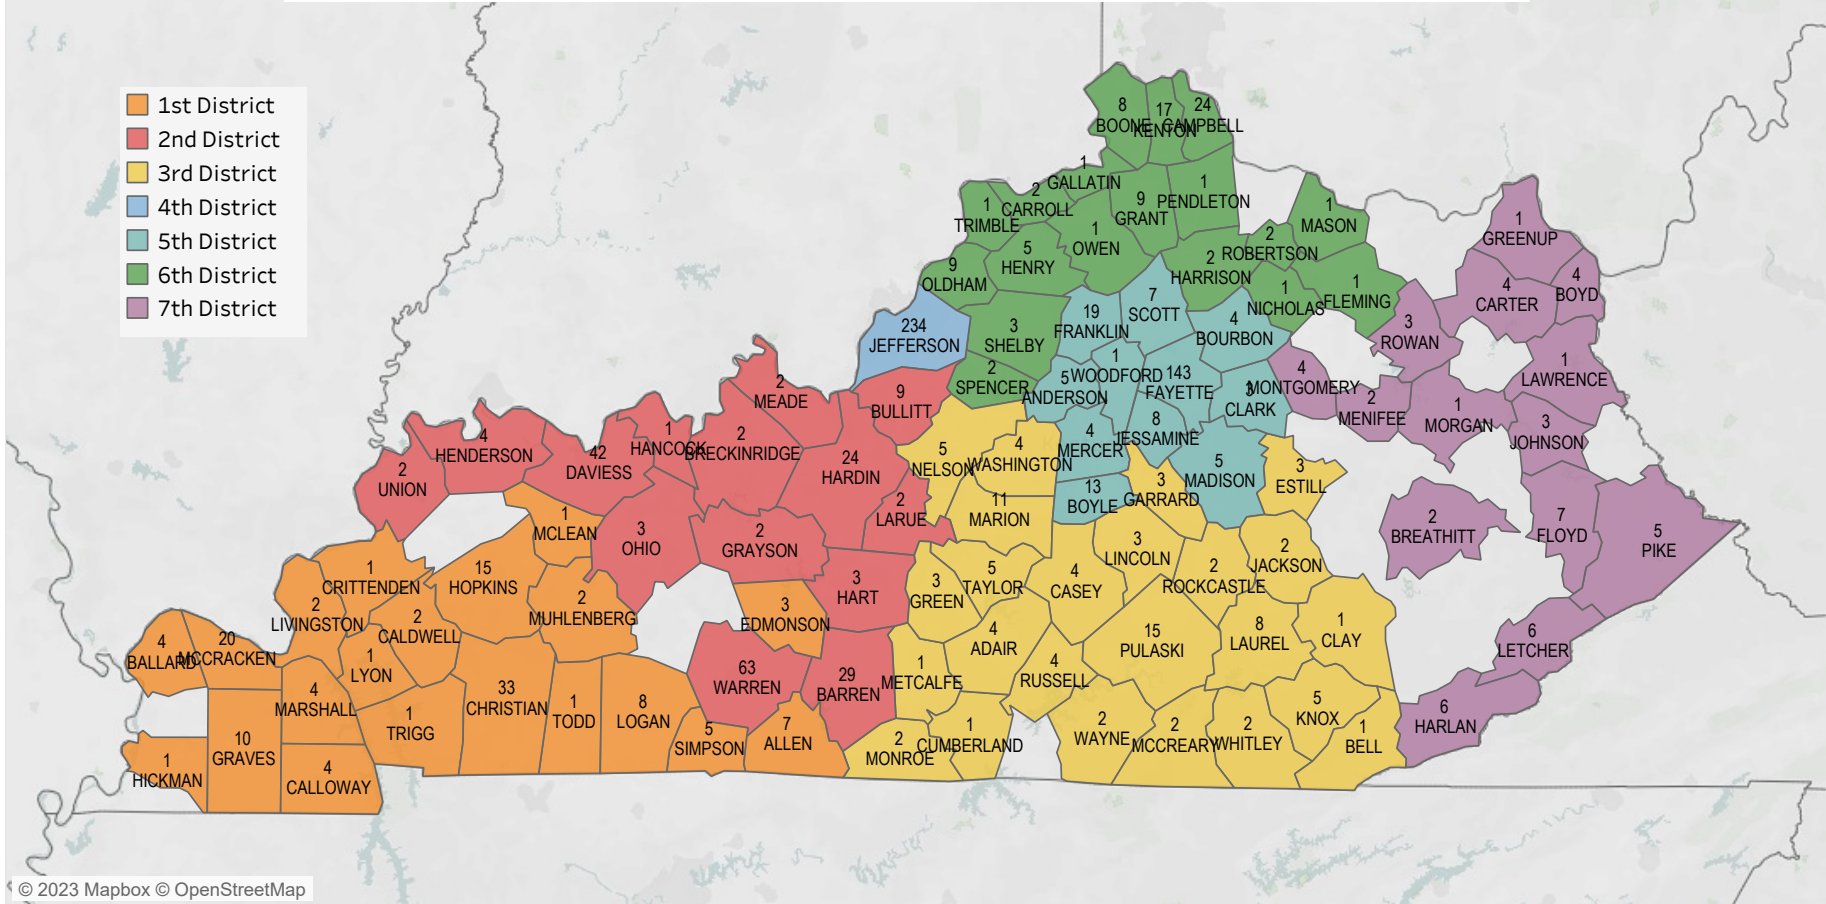 1st District
2nd District
3rd District
4th District
5th District
6th District
7th District
8
BOONE
17
KENTON
24
CAMPBELL
1
GALLATIN
2
CARROLL
1
TRIMBLE
9
GRANT
1
PENDLETON
1
OWEN
5
HENRY
9
OLDHAM
2
HARRISON
2
ROBERTSON
1
MASON
1
NICHOLAS
1
FLEMING
3
SHELBY
2
SPENCER
234
JEFFERSON
19
FRANKLIN
7
SCOTT
4
BOURBON
1
WOODFORD
143
FAYETTE
5
ANDERSON
3
CLARK
8
JESSAMINE
4
MERCER
5
MADISON
13
BOYLE
1
GREENUP
4
CARTER
4
BOYD
3
ROWAN
1
LAWRENCE
4
MONTGOMERY
2
MENIFEE
1
MORGAN
3
JOHNSON
2
BREATHITT
7
FLOYD
5
PIKE
6
LETCHER
6
HARLAN
2
MEADE
9
BULLITT
1
HANCOCK
2
BRECKINRIDGE
24
HARDIN
4
HENDERSON
42
DAVIESS
2
UNION
2
LARUE
3
OHIO
2
GRAYSON
3
HART
63
WARREN
29
BARREN
5
NELSON
4
WASHINGTON
11
MARION
3
GARRARD
3
ESTILL
3
LINCOLN
2
ROCKCASTLE
2
JACKSON
3
GREEN
5
TAYLOR
4
CASEY
4
ADAIR
15
PULASKI
8
LAUREL
1
CLAY
1
METCALFE
4
RUSSELL
2
MONROE
1
CUMBERLAND
2
WAYNE
2
MCCREARY
2
WHITLEY
5
KNOX
1
BELL
1
MCLEAN
15
HOPKINS
1
CRITTENDEN
2
LIVINGSTON
2
CALDWELL
2
MUHLENBERG
3
EDMONSON
4
BALLARD
20
MCCRACKEN
1
LYON
4
MARSHALL
1
TRIGG
33
CHRISTIAN
1
TODD
8
LOGAN
5
SIMPSON
7
ALLEN
1
HICKMAN
10
GRAVES
4
CALLOWAY
© 2023 Mapbox © OpenStreetMap